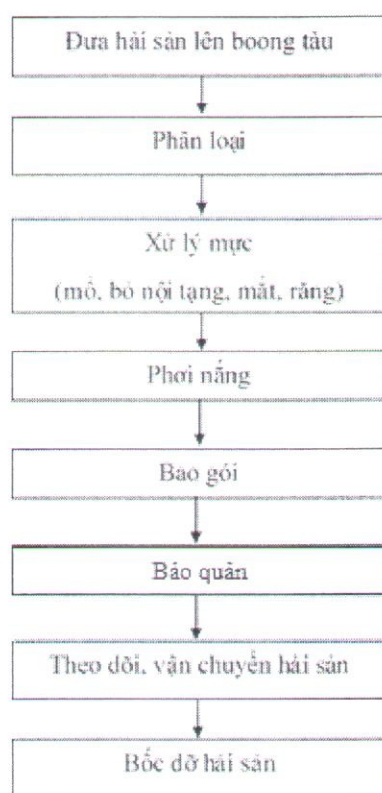 Đưa hải sản lên boong tàu
Phân loại
Xử lý mực
(mổ, bỏ nội tạng, mắt, răng)
Phơi nắng
Bao gói
Bảo quản
Theo dõi, vận chuyển hải sản
Bốc dỡ hải sản